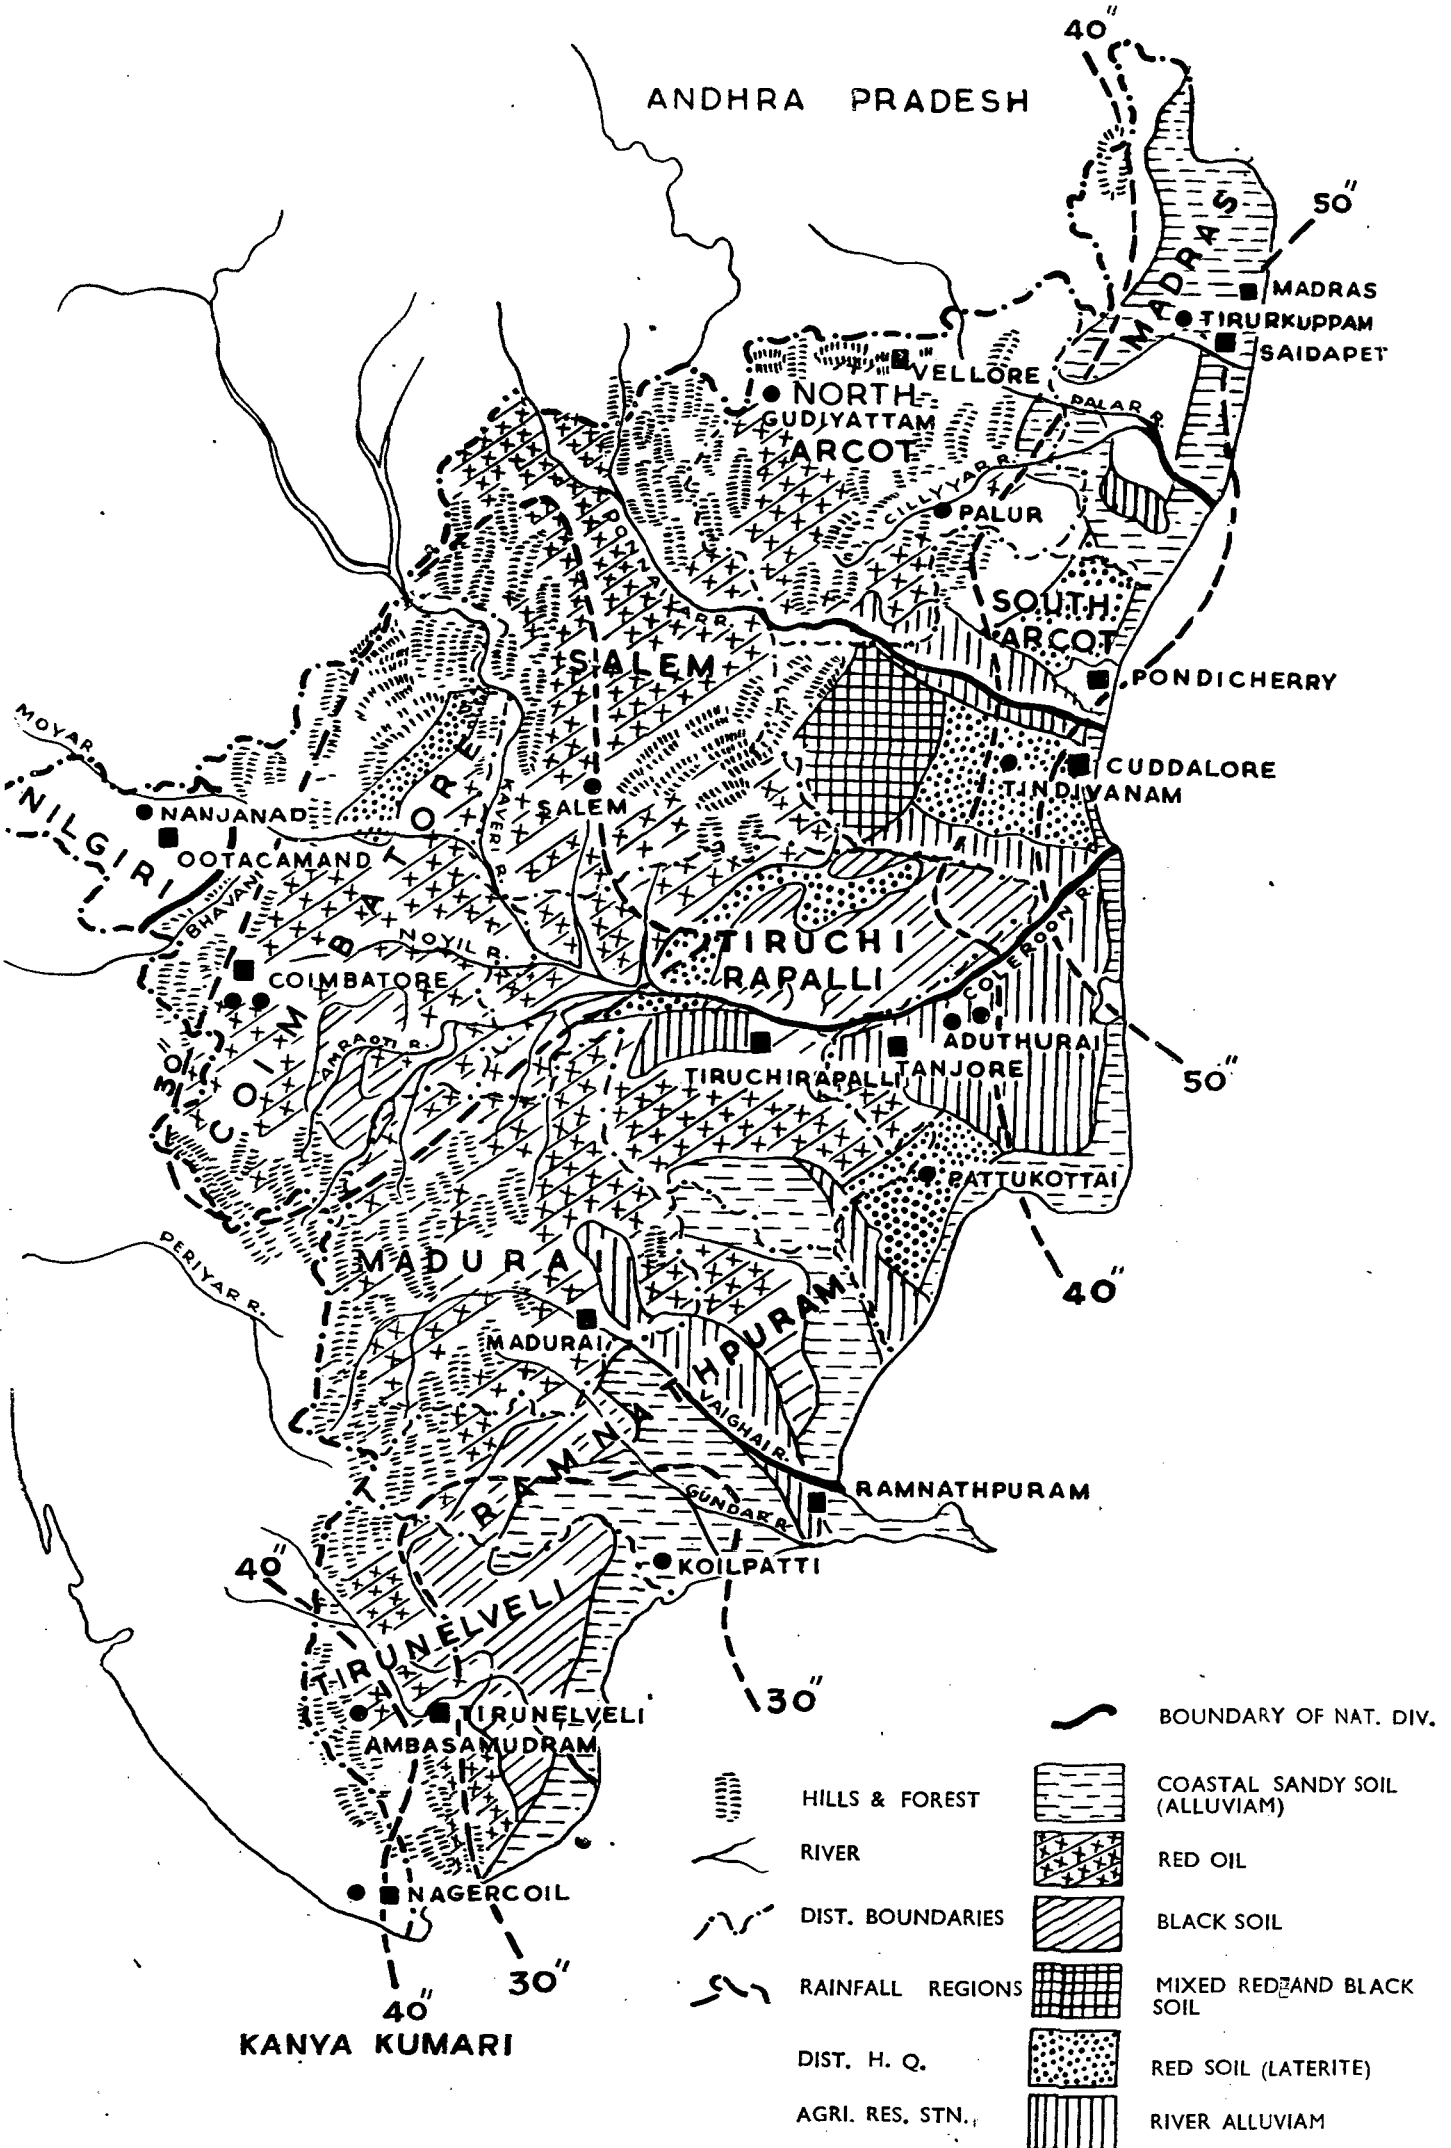 40"
ANDHRA PRADESH
50"
MADRAS
MADRAS
TIRURKUPPAM
SAIDAPET
VELLORE
NORTH
GUDIYATTAM
ARCOT
PALAR R.
CILLYYAR R.
PALUR
PONNAIYARR.
SOUTH
ARCOT
SALEM
PONDICHERRY
MOYAR
CUDDALORE
TINDIVANAM
KAVERI R.
SALEM
NANJANAD
NILGIRI
OOTACAMAND
BHAVANI
NOYIL R.
COIMBATORE
TIRUCHI
RAPALLI
COLEROON R.
COIMBATORE
AMRAOTI R.
30"
ADUTHURAI
TANJORE
TIRUCHIRAPALLI
50"
PATTUKOTTAI
PERIYAR R.
MADURAI
40"
MADURAI
RAMNATHPURAM
VAIGHAI R.
GUNDAR R.
RAMNATHPURAM
40"
KOILPATTI
TIRUNELVELI
30"
TIRUNELVELI
AMBASAMUDRAM
NAGERCOIL
30"
40"
KANYA KUMARI
BOUNDARY OF NAT. DIV.
HILLS & FOREST
COASTAL SANDY SOIL
(ALLUVIAM)
RIVER
RED OIL
DIST. BOUNDARIES
BLACK SOIL
RAINFALL REGIONS
MIXED RED AND BLACK
SOIL
DIST. H. Q.
RED SOIL (LATERITE)
AGRI. RES. STN.
RIVER ALLUVIAM